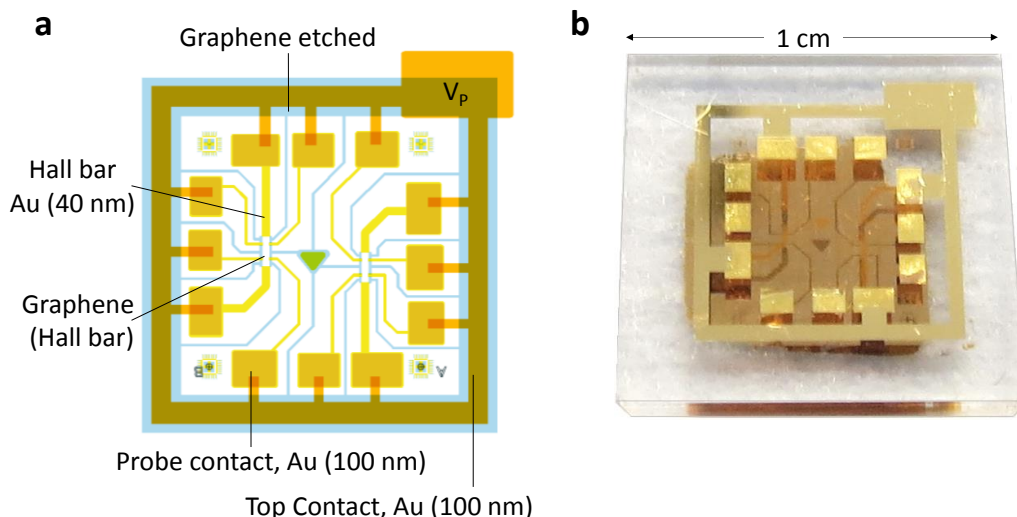 a
Graphene etched
V_P
Hall bar
Au (40 nm)
Graphene
(Hall bar)
B
A
Probe contact, Au (100 nm)
Top Contact, Au (100 nm)
b
1 cm